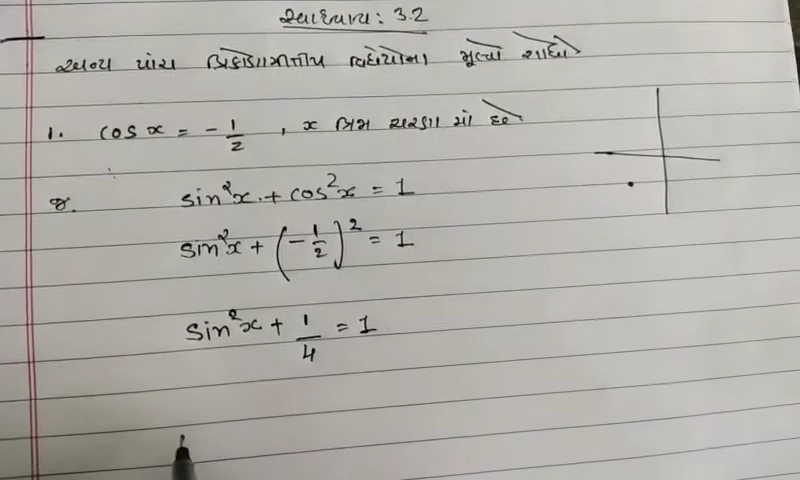 સ્વાધ્યાય: 3.2
અન્ય પાંચ ત્રિકોણમિતીય વિધેયોના મૂલ્યો શોધો
1. cos x = -1/2 , x ત્રીજા ચરણમાં છે
જ. sin²x + cos²x = 1
sin²x + (-1/2)² = 1
sin²x + 1/4 = 1